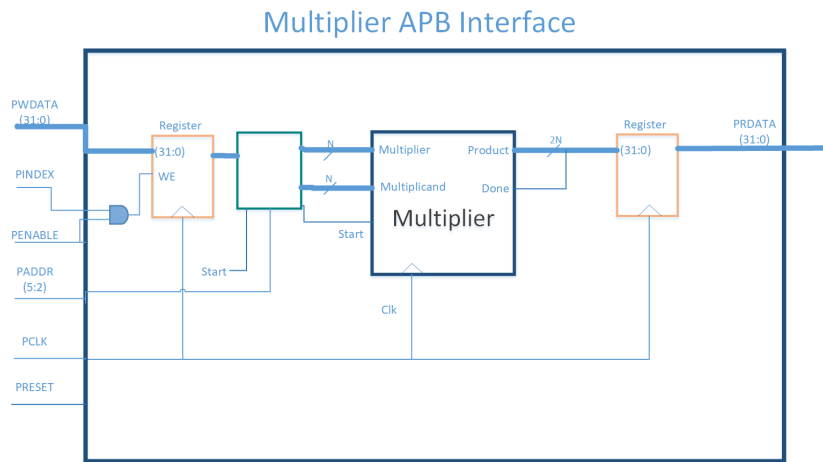 Multiplier APB Interface
PWDATA
(31:0)
Register
(31:0)
WE
PINDEX
PENABLE
PADDR
(5:2)
Start
PCLK
PRESET
N
N
Multiplier
Multiplicand
Product
Done
Multiplier
Start
Clk
2N
Register
(31:0)
PRDATA
(31:0)